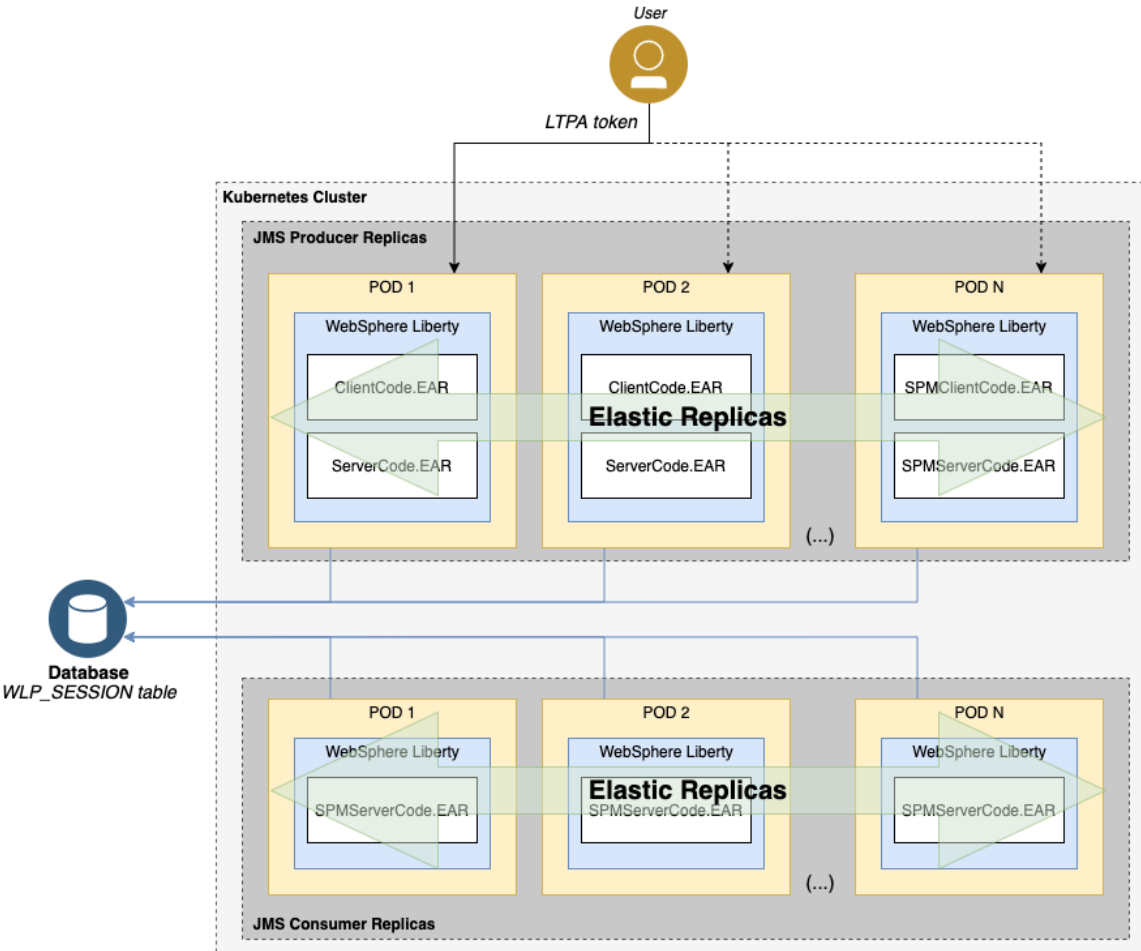 User
LTPA token
Kubernetes Cluster
JMS Producer Replicas
POD 1
POD 2
POD N
WebSphere Liberty
WebSphere Liberty
WebSphere Liberty
ClientCode.EAR
ClientCode.EAR
SPMClientCode.EAR
Elastic Replicas
ServerCode.EAR
ServerCode.EAR
SPMServerCode.EAR
(...)
Database
WLP_SESSION table
POD 1
POD 2
POD N
WebSphere Liberty
WebSphere Liberty
WebSphere Liberty
Elastic Replicas
SPMServerCode.EAR
SPMServerCode.EAR
SPMServerCode.EAR
(...)
JMS Consumer Replicas